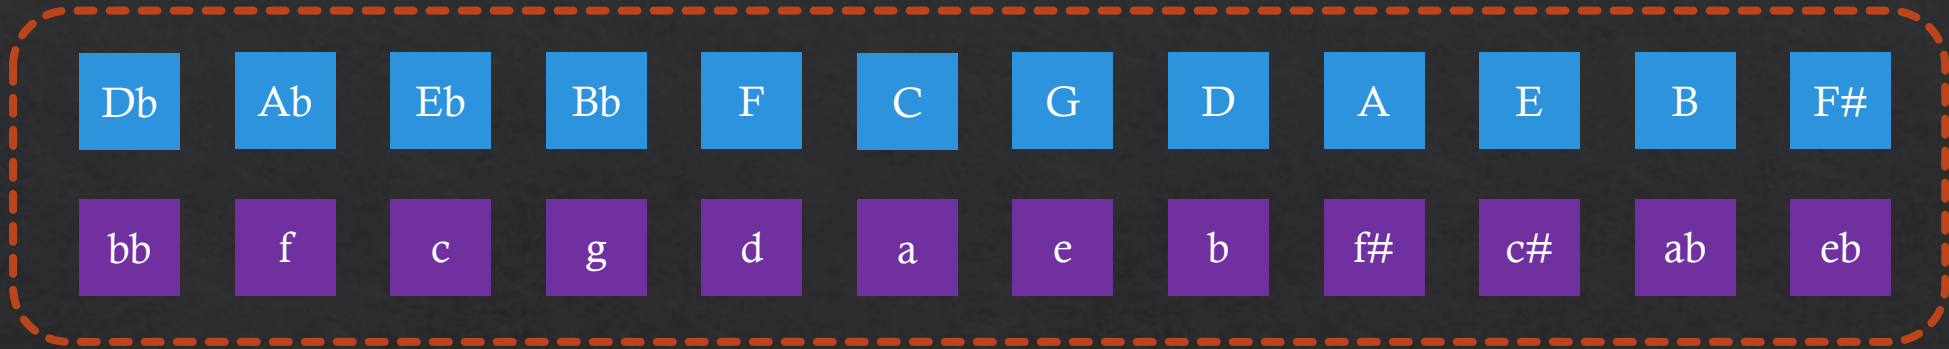 Db Ab Eb Bb F C G D A E B F#
bb f c g d a e b f# c# ab eb